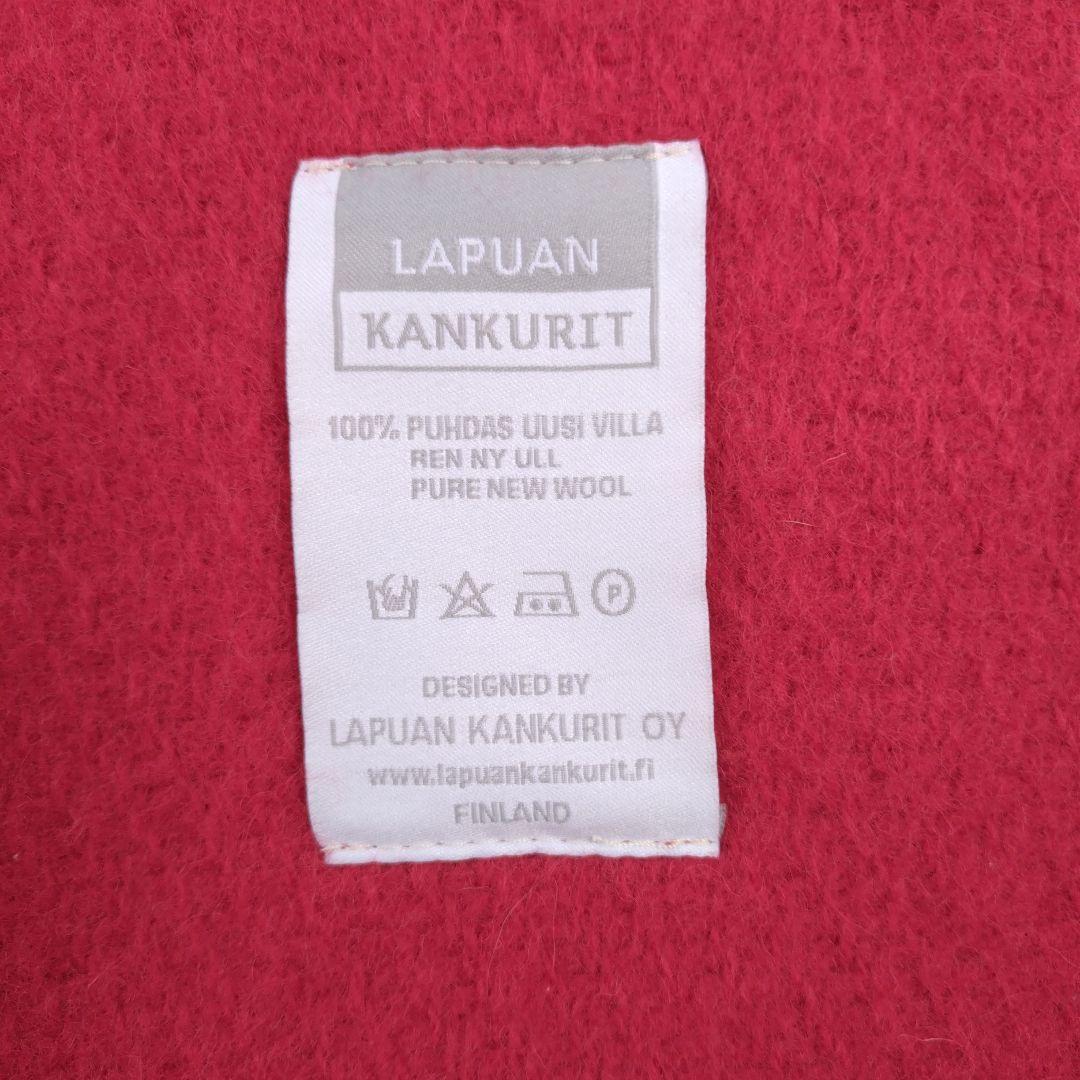 LAPUAN
KANKURIT
100% PUHDAS UUSI VILLA
REN NY ULL
PURE NEW WOOL
P
DESIGNED BY
LAPUAN KANKURIT OY
www.lapuankankurit.fi
FINLAND